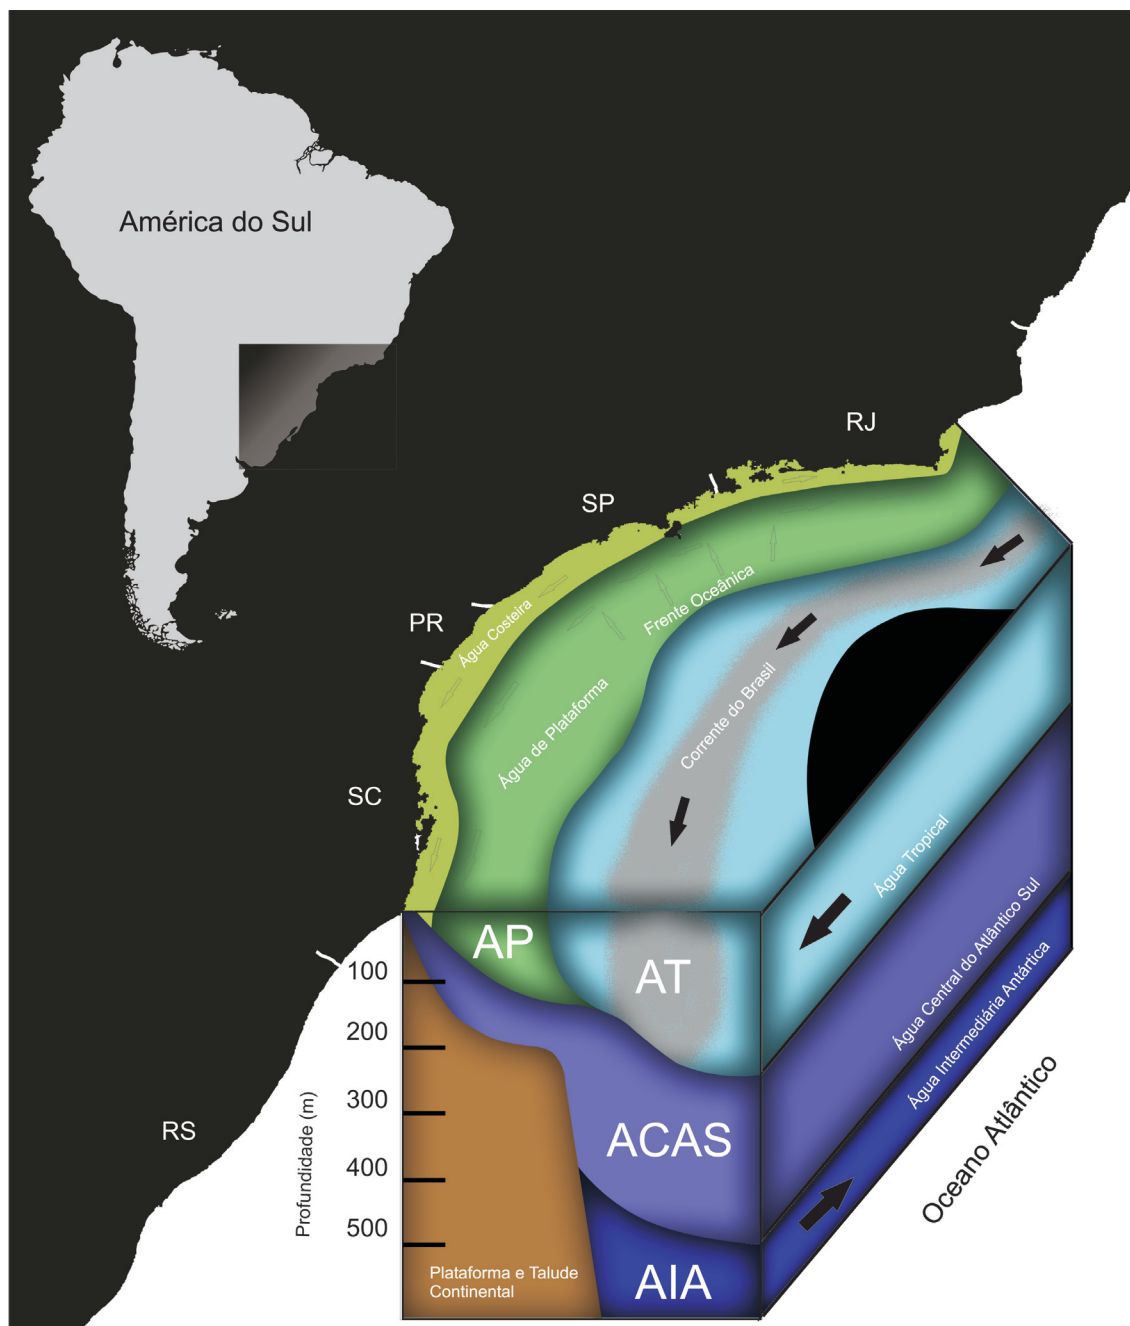 América do Sul
RJ
SP
PR
SC
RS
Água Costeira
Frente Oceânica
Água de Plataforma
Corrente do Brasil
Água Tropical
Água Central do Atlântico Sul
Água Intermediária Antártica
Oceano Atlântico
AP
AT
ACAS
AIA
Profundidade (m)
100
200
300
400
500
Plataforma e Talude
Continental